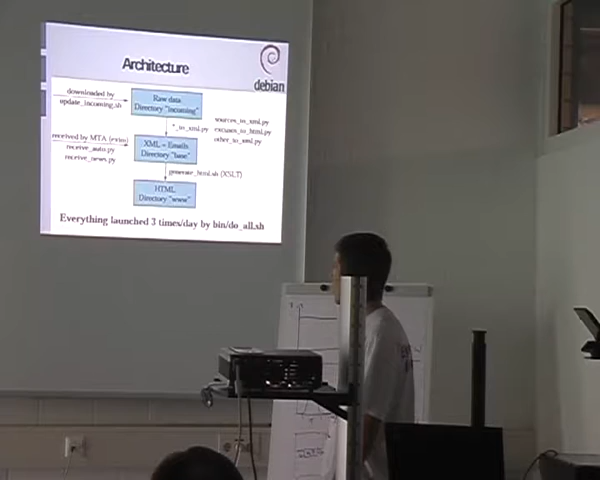 Architecture
debian
downloaded by
update_incoming.sh
Raw data
Directory "incoming"
*_to_xml.py
sources_to_xml.py
excuses_to_html.py
other_to_xml.py
received by MTA (exim)
receive_auto.py
receive_news.py
XML + Emails
Directory "base"
generate_html.sh (XSLT)
HTML
Directory "www"
Everything launched 3 times/day by bin/do_all.sh